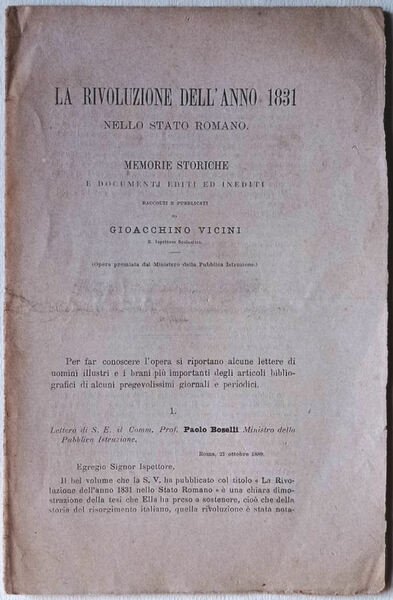 LA RIVOLUZIONE DELL'ANNO 1831
NELLO STATO ROMANO.
MEMORIE STORICHE
E DOCUMENTI EDITI ED INEDITI
RACCOLTI E PUBBLICATI
DA
GIOACCHINO VICINI
R. Ispettore Scolastico
(Opera premiata dal Ministero della Pubblica Istruzione.)
Per far conoscere l'opera si riportano alcune lettere di
uomini illustri e i brani più importanti degli articoli biblio-
grafici di alcuni pregevolissimi giornali e periodici.
1.
Lettera di S. E. il Comm. Prof. Paolo Boselli Ministro della
Pubblica Istruzione.
Roma, 21 ottobre 1889.
Egregio Signor Ispettore,
Il bel volume che la S. V. ha pubblicato col titolo « La Rivo-
luzione dell'anno 1831 nello Stato Romano » è una chiara dimo-
strazione della tesi che Ella ha preso a sostenere, cioè che della
storia del risorgimento italiano, quella rivoluzione è stata nota-